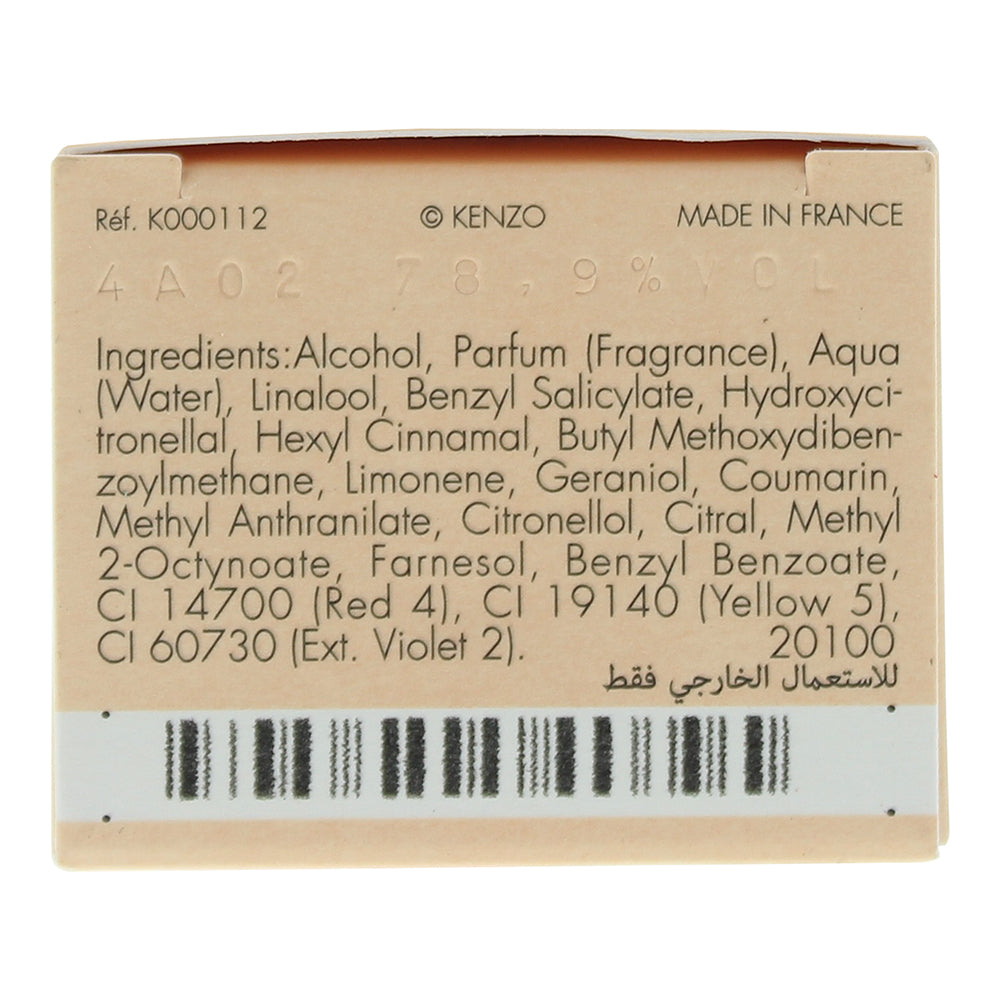 Réf. K000112 © KENZO MADE IN FRANCE
4A02 78,9% VOL
Ingredients:Alcohol, Parfum (Fragrance), Aqua
(Water), Linalool, Benzyl Salicylate, Hydroxyci-
tronellal, Hexyl Cinnamal, Butyl Methoxydiben-
zoylmethane, Limonene, Geraniol, Coumarin,
Methyl Anthranilate, Citronellol, Citral, Methyl
2-Octynoate, Farnesol, Benzyl Benzoate,
CI 14700 (Red 4), CI 19140 (Yellow 5),
CI 60730 (Ext. Violet 2). 20100
للاستعمال الخارجي فقط